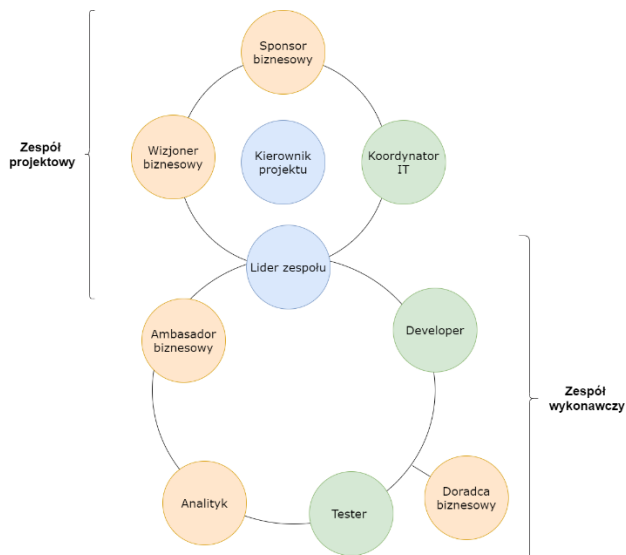 Sponsor
biznesowy
Zespół
projektowy
Wizjoner
biznesowy
Kierownik
projektu
Koordynator
IT
Lider zespołu
Ambasador
biznesowy
Developer
Zespół
wykonawczy
Analityk
Tester
Doradca
biznesowy